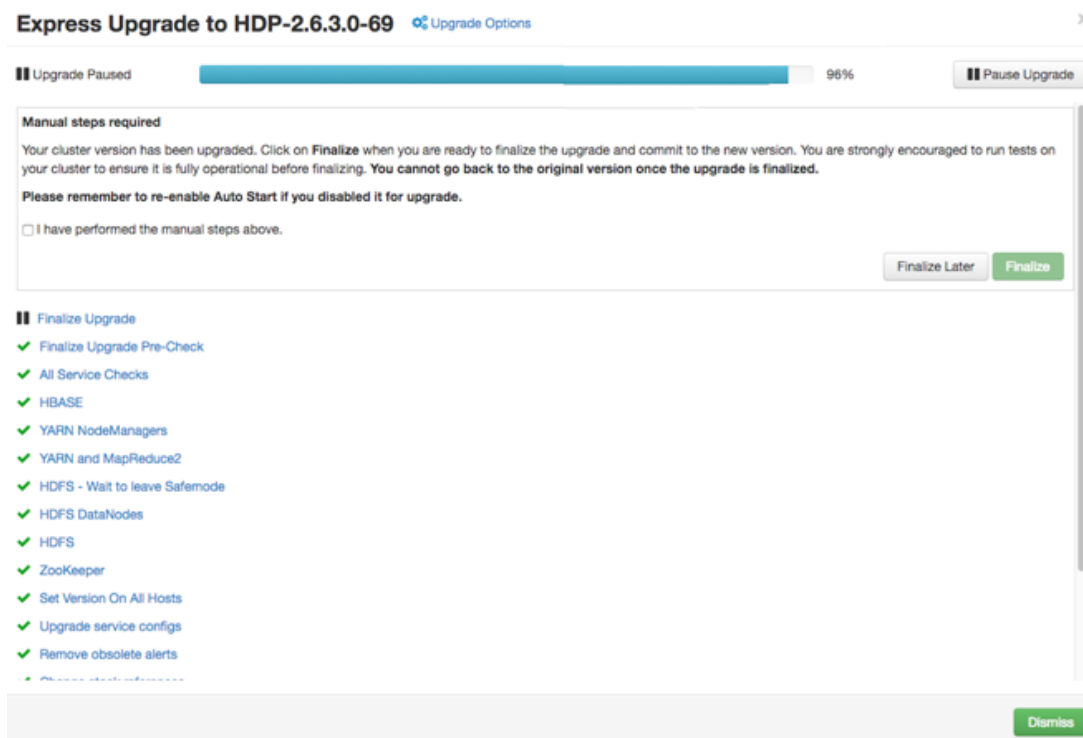 Express Upgrade to HDP-2.6.3.0-69 Upgrade Options
Upgrade Paused 96% Pause Upgrade
Manual steps required
Your cluster version has been upgraded. Click on Finalize when you are ready to finalize the upgrade and commit to the new version. You are strongly encouraged to run tests on
your cluster to ensure it is fully operational before finalizing. You cannot go back to the original version once the upgrade is finalized.
Please remember to re-enable Auto Start if you disabled it for upgrade.
I have performed the manual steps above.
Finalize Later Finalize
Finalize Upgrade
Finalize Upgrade Pre-Check
All Service Checks
HBASE
YARN NodeManagers
YARN and MapReduce2
HDFS - Wait to leave Safemode
HDFS DataNodes
HDFS
ZooKeeper
Set Version On All Hosts
Upgrade service configs
Remove obsolete alerts
Dismiss